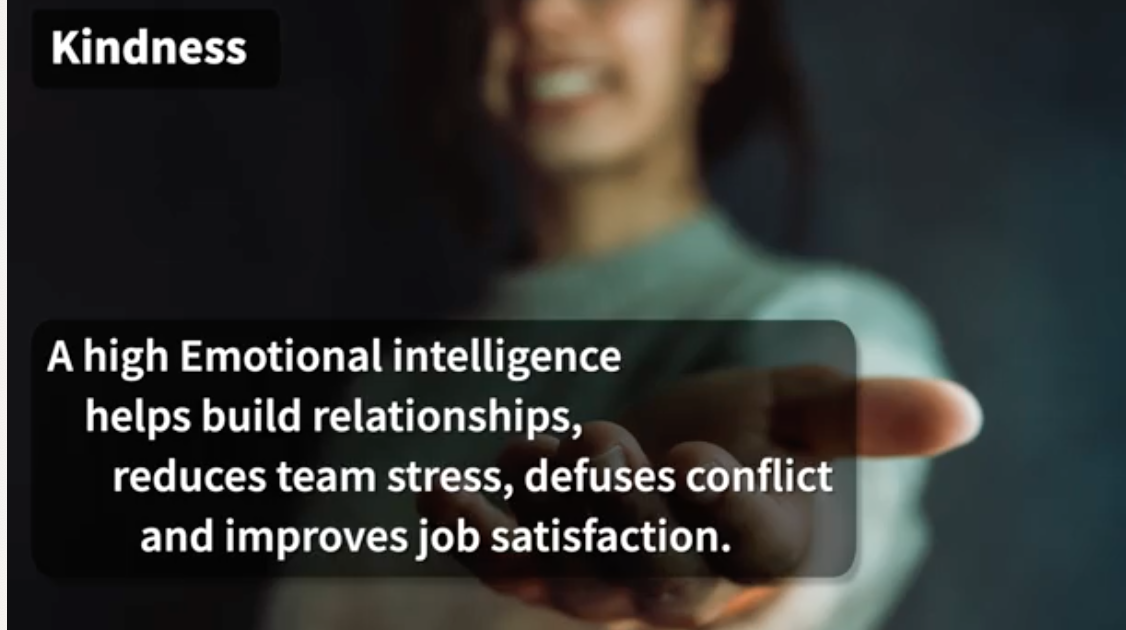 Kindness
A high Emotional intelligence
helps build relationships,
reduces team stress, defuses conflict
and improves job satisfaction.